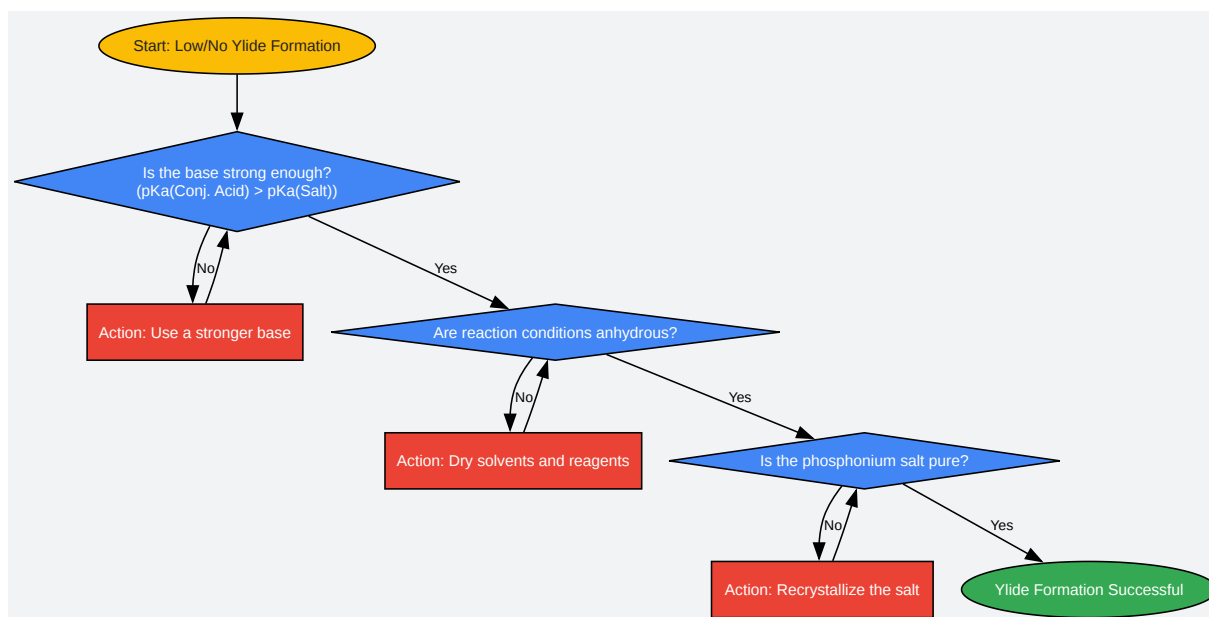 Start: Low/No Ylide Formation
Is the base strong enough?
(pKa(Conj. Acid) > pKa(Salt))
No
Yes
Action: Use a stronger base
Are reaction conditions anhydrous?
No
Yes
Action: Dry solvents and reagents
Is the phosphonium salt pure?
No
Yes
Action: Recrystallize the salt
Ylide Formation Successful